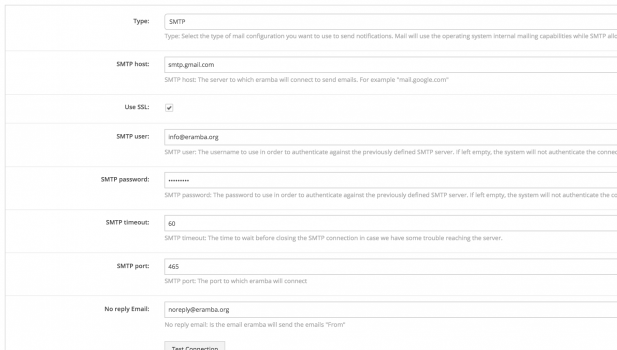 Type:
SMTP
Type: Select the type of mail configuration you want to use to send notifications. Mail will use the operating system internal mailing capabilities while SMTP allo
SMTP host:
smtp.gmail.com
SMTP host: The server to which eramba will connect to send emails. For example "mail.google.com"
Use SSL:
SMTP user:
info@eramba.org
SMTP user: The username to use in order to authenticate against the previously defined SMTP server. if left empty, the system will not authenticate the connec
SMTP password:
•••••••••
SMTP password: The password to use in order to authenticate against the previously defined SMTP server. if left empty, the system will not authenticate the co
SMTP timeout:
60
SMTP timeout: The time to wait before closing the SMTP connection in case we have some trouble reaching the server.
SMTP port:
465
SMTP port: The port to which eramba will connect
No reply Email:
noreply@eramba.org
No reply email: Is the email eramba will send the emails "From"
Test Connection